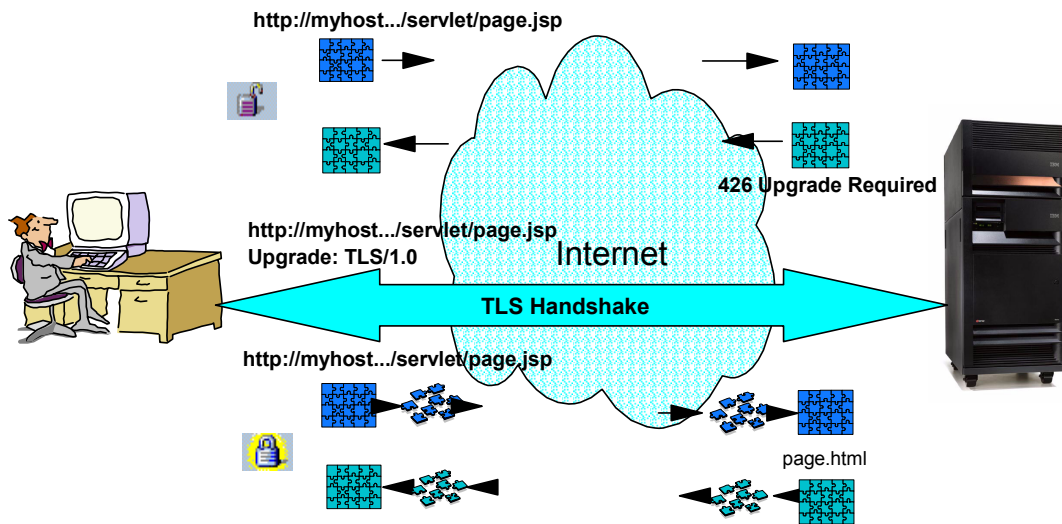 http://myhost.../servlet/page.jsp
426 Upgrade Required
http://myhost.../servlet/page.jsp
Upgrade: TLS/1.0
Internet
TLS Handshake
http://myhost.../servlet/page.jsp
page.html
IBM